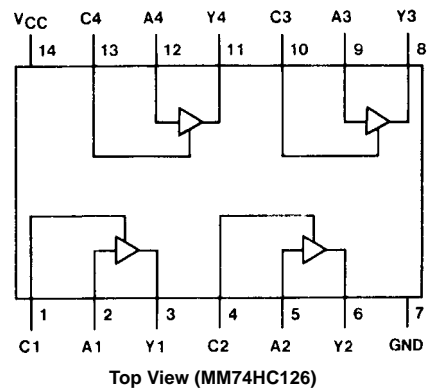 VCC C4 A4 Y4 C3 A3 Y3
14 13 12 11 10 9 8
1 2 3 4 5 6 7
C1 A1 Y1 C2 A2 Y2 GND
Top View (MM74HC126)